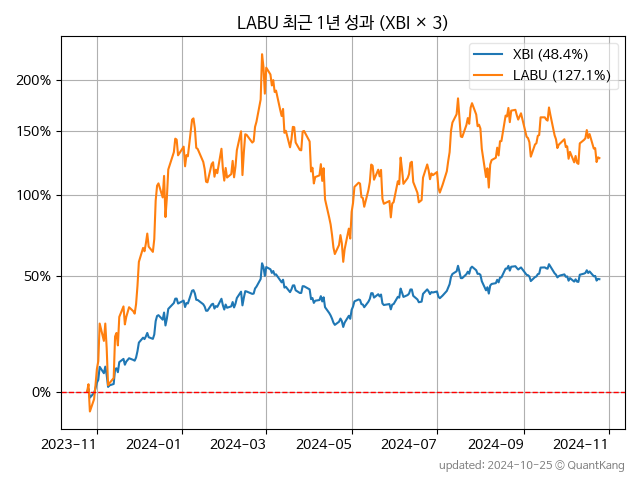 LABU 최근 1년 성과 (XBI × 3)
XBI (48.4%)
LABU (127.1%)
200%
150%
100%
50%
0%
2023-11 2024-01 2024-03 2024-05 2024-07 2024-09 2024-11
updated: 2024-10-25 © QuantKang